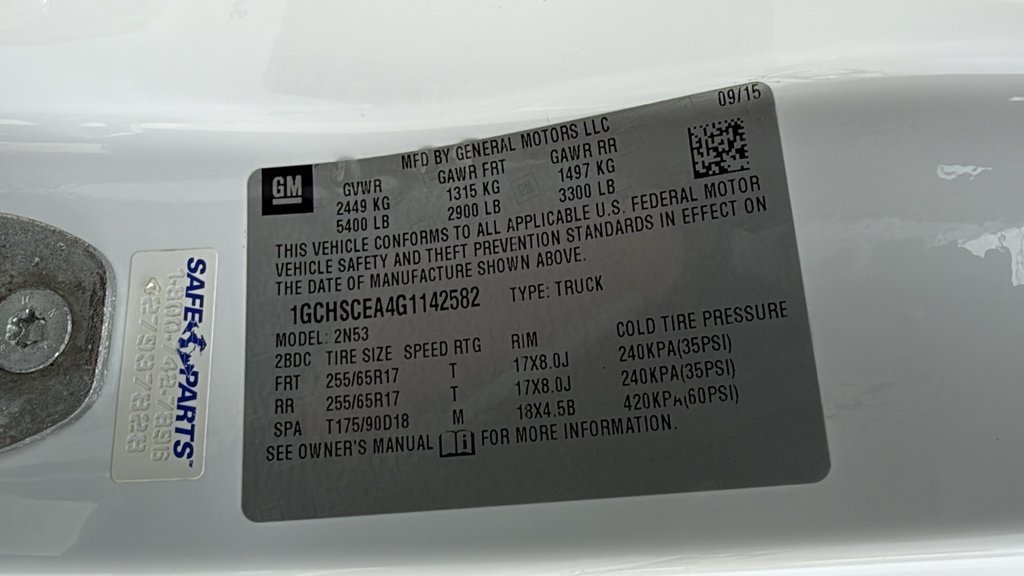 09/15
MFD BY GENERAL MOTORS LLC
GM
GVWR GAWR FRT GAWR RR
2449 KG 1315 KG 1497 KG
5400 LB 2900 LB 3300 LB
THIS VEHICLE CONFORMS TO ALL APPLICABLE U.S. FEDERAL MOTOR
VEHICLE SAFETY AND THEFT PREVENTION STANDARDS IN EFFECT ON
THE DATE OF MANUFACTURE SHOWN ABOVE.
1GCHSCEA4G1142582 TYPE: TRUCK
MODEL: 2N53
2BDC TIRE SIZE SPEED RTG RIM COLD TIRE PRESSURE
FRT 255/65R17 T 17X8.0J 240KPA(35PSI)
RR 255/65R17 T 17X8.0J 240KPA(35PSI)
SPA T175/90D18 M 18X4.5B 420KPA(60PSI)
SEE OWNER'S MANUAL FOR MORE INFORMATION.
SAFE PARTS™